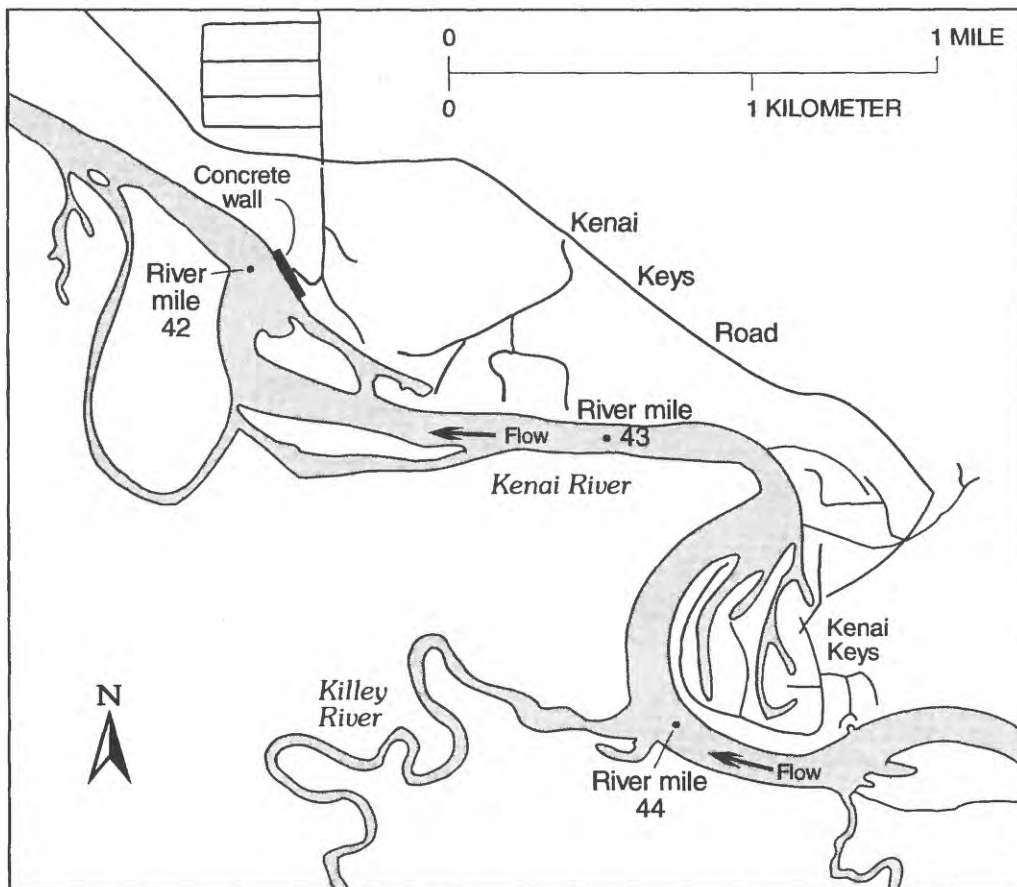 0 1 MILE
0 1 KILOMETER
Concrete
wall
Kenai
Keys
Road
River
mile
42
River mile
43
Flow
Kenai River
Kenai
Keys
Killey
River
N
Flow
River mile
44